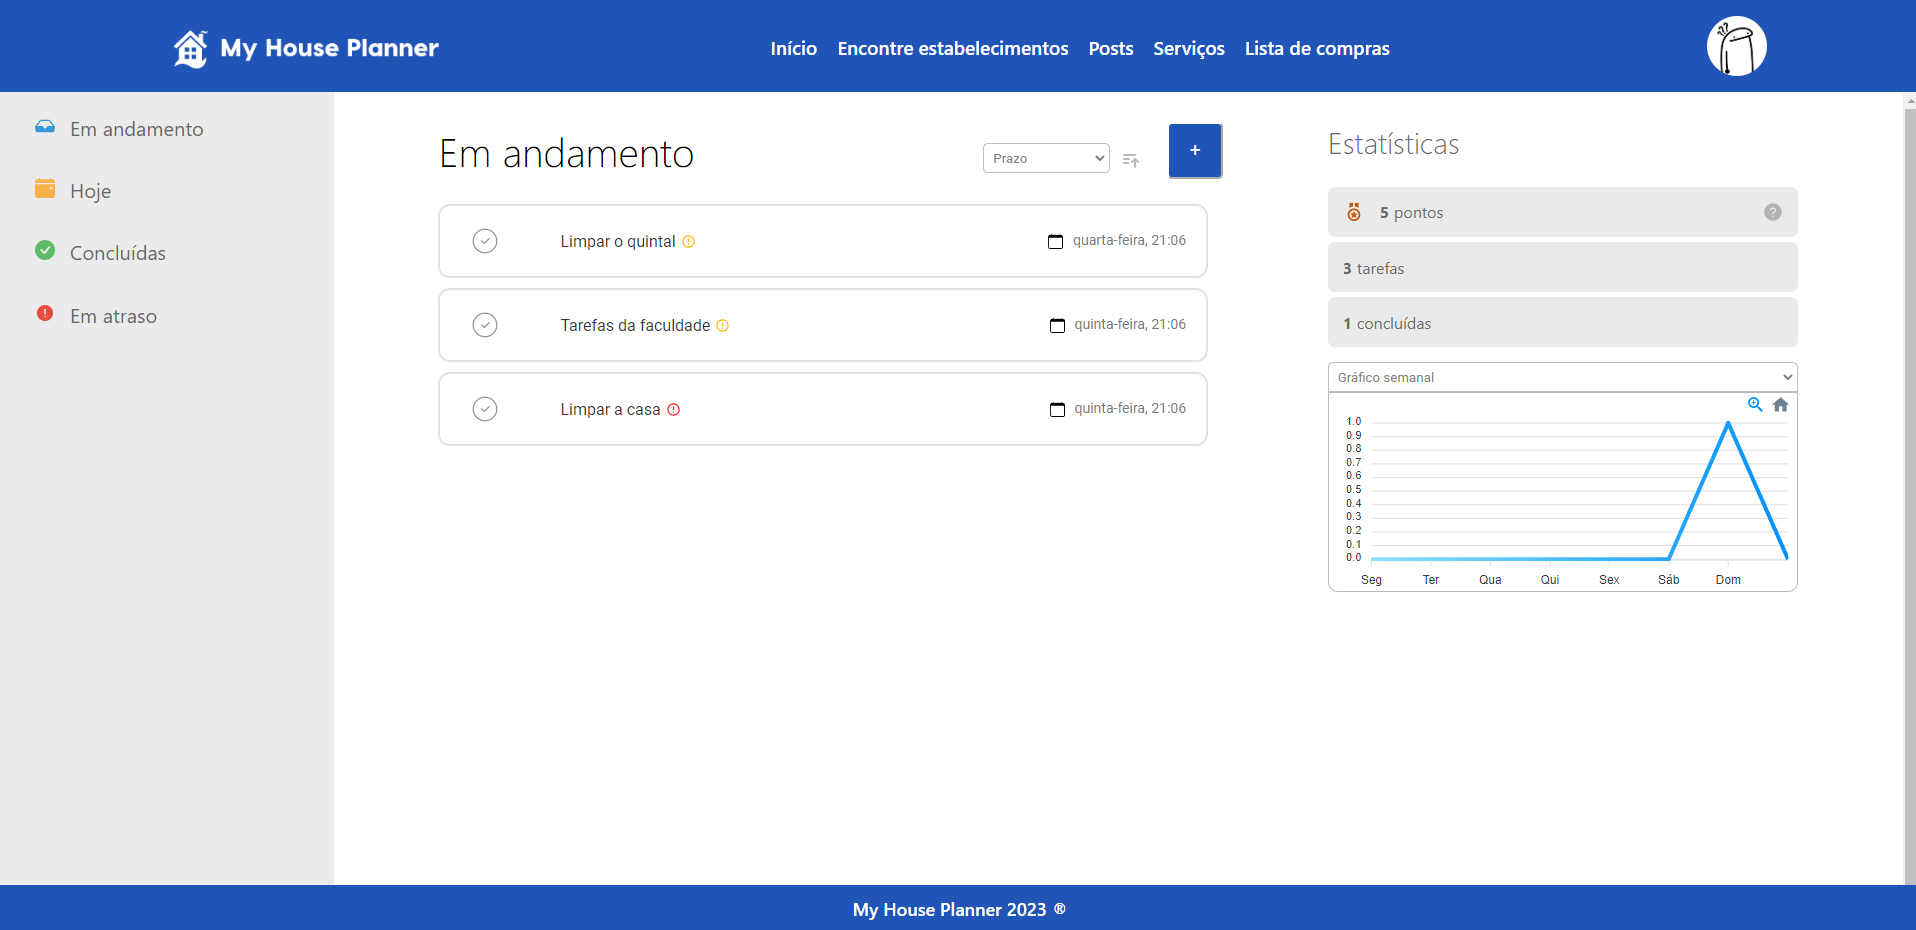 My House Planner
Início Encontre estabelecimentos Posts Serviços Lista de compras
Em andamento
Hoje
Concluídas
Em atraso
Em andamento
Prazo
+
Limpar o quintal
quarta-feira, 21:06
Tarefas da faculdade
quinta-feira, 21:06
Limpar a casa
quinta-feira, 21:06
Estatísticas
5 pontos
?
3 tarefas
1 concluídas
Gráfico semanal
1.0
0.9
0.8
0.7
0.6
0.5
0.4
0.3
0.2
0.1
0.0
Seg Ter Qua Qui Sex Sáb Dom
My House Planner 2023 ®